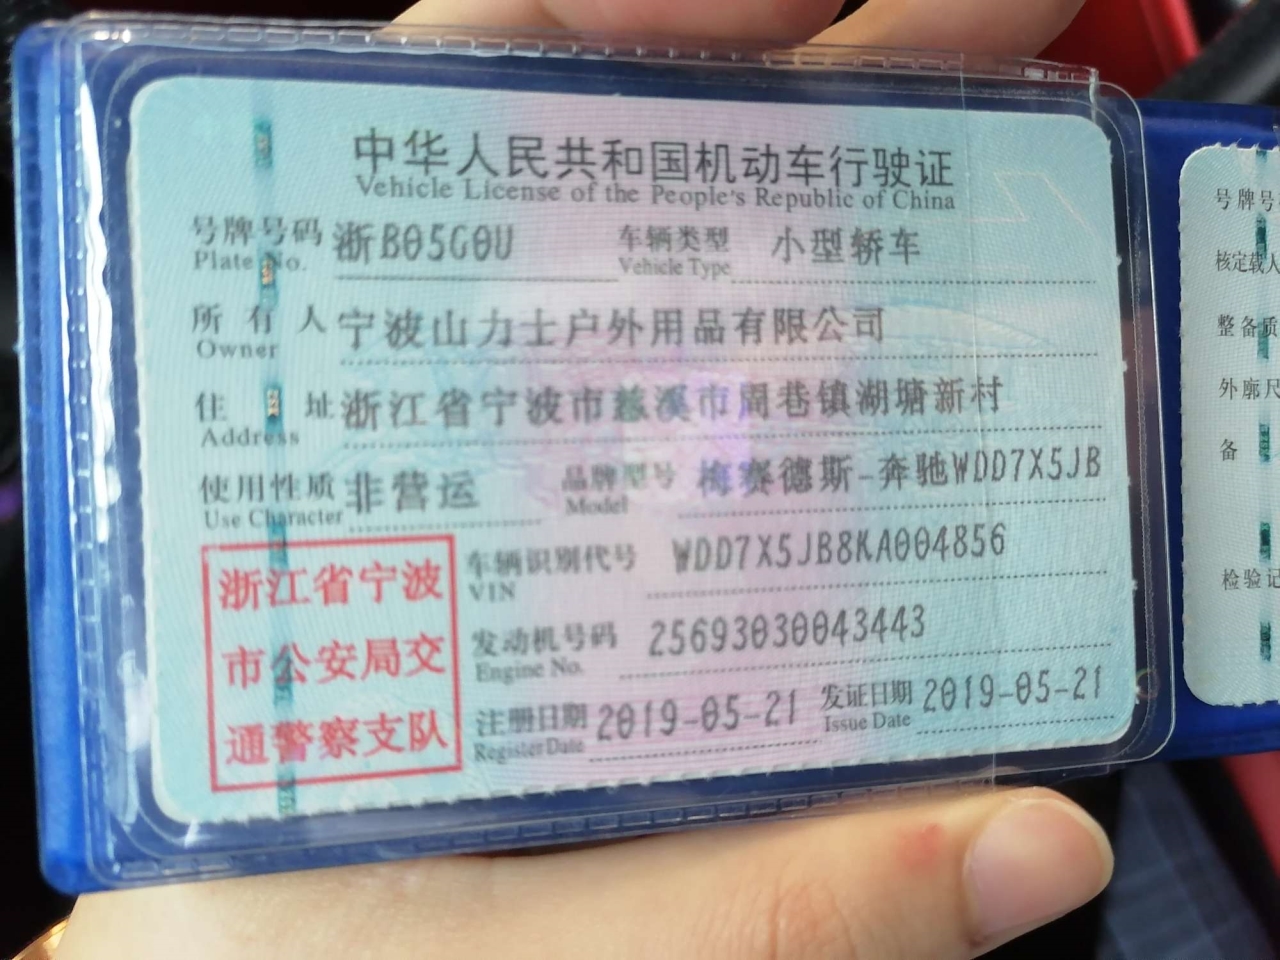 中华人民共和国机动车行驶证
Vehicle License of the People's Republic of China
号牌号码 浙B05G0U 车辆类型 小型轿车
Plate No. Vehicle Type
所有人 宁波山力士户外用品有限公司
Owner
住址 浙江省宁波市慈溪市周巷镇湖塘新村
Address
使用性质 非营运 品牌型号 梅赛德斯-奔驰WDD7X5JB
Use Character Model
车辆识别代号 WDD7X5JB8KA004856
VIN
发动机号码 25693030043443
Engine No.
注册日期 2019-05-21 发证日期 2019-05-21
Register Date Issue Date
浙江省宁波
市公安局交
通警察支队
号牌号
核定载人
整备质
外廓尺
备
检验记